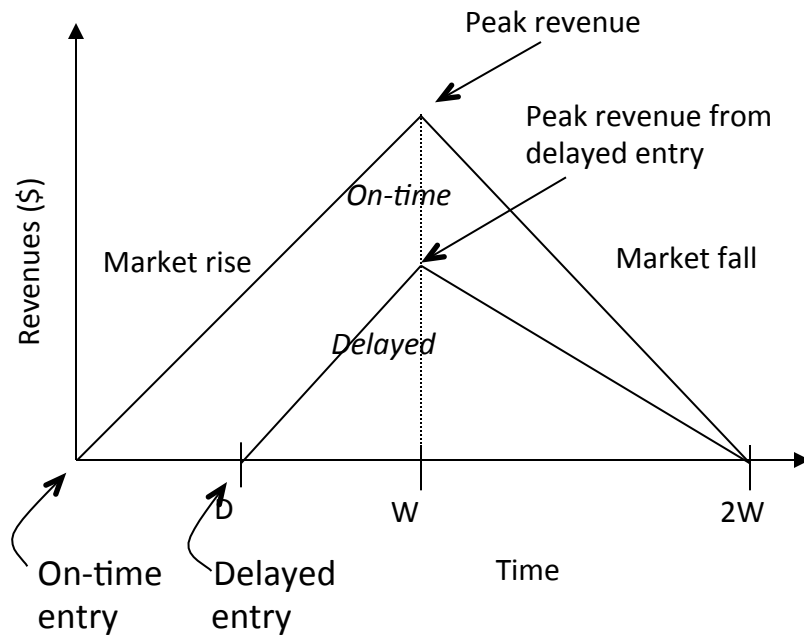 Peak revenue
Peak revenue from
delayed entry
On-time
Market rise
Market fall
Revenues ($)
Delayed
D
W
2W
Time
On-time
entry
Delayed
entry